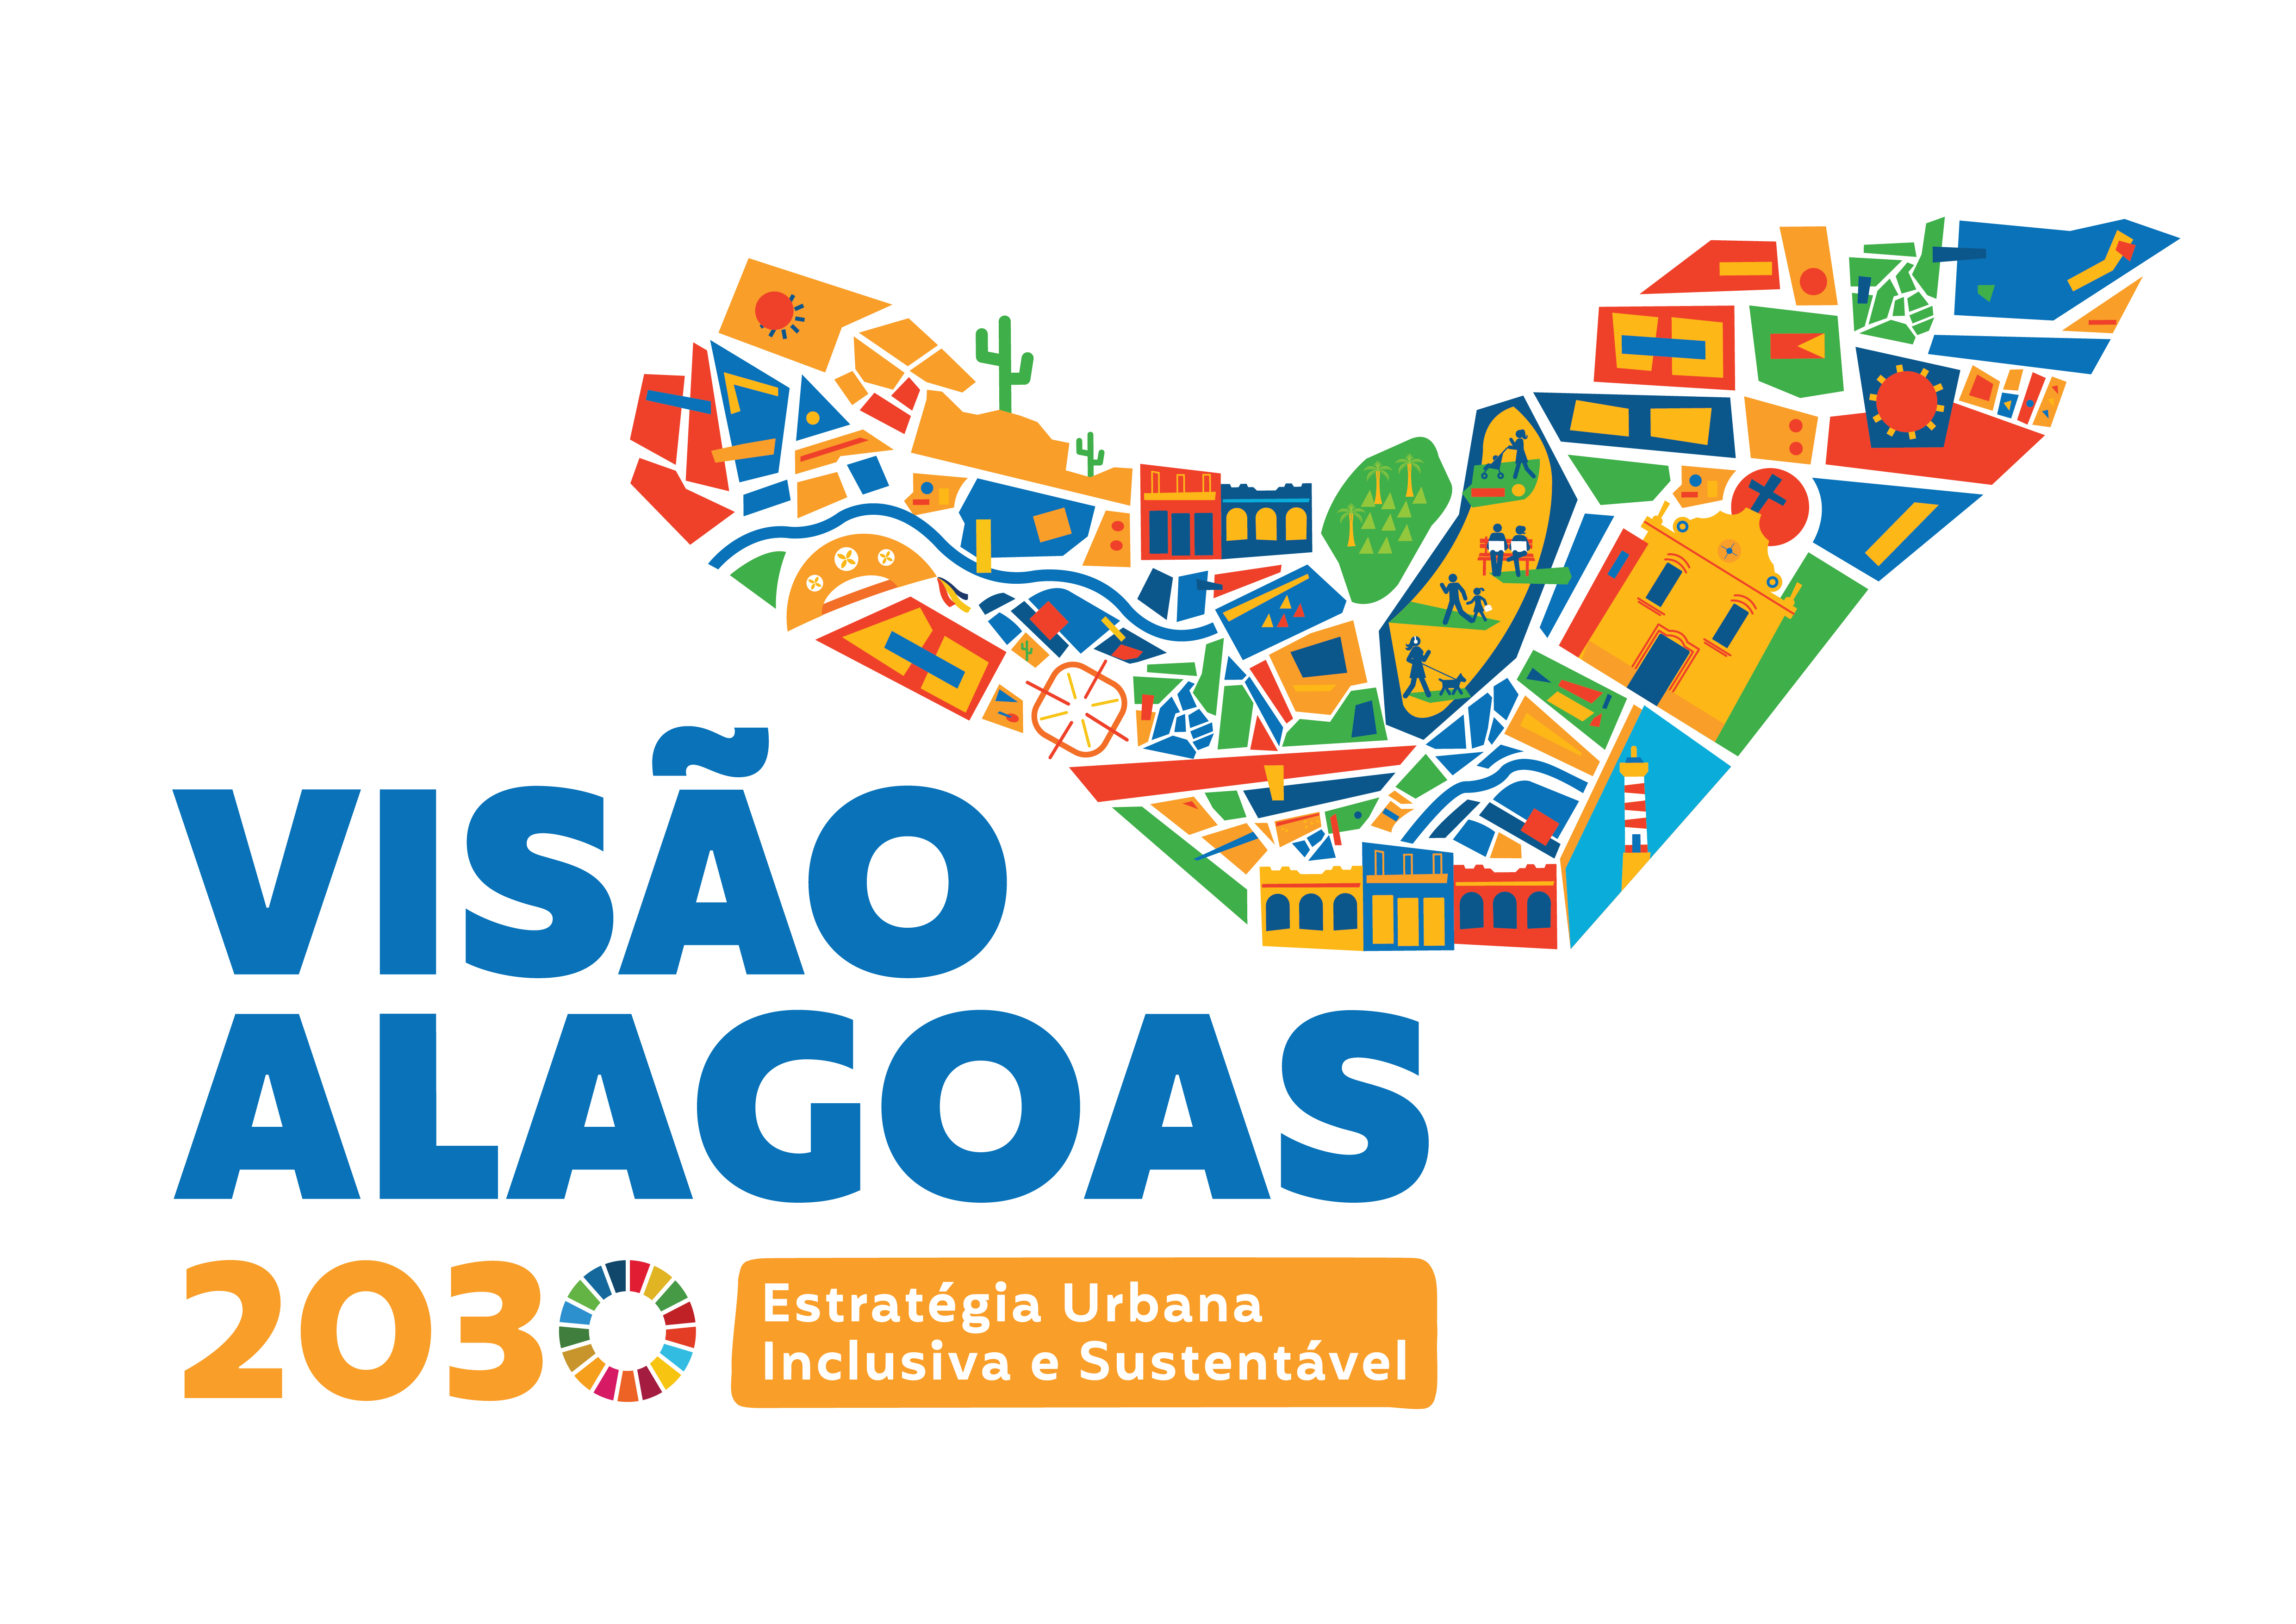 VISÃO
ALAGOAS
2030
Estratégia Urbana
Inclusiva e Sustentável